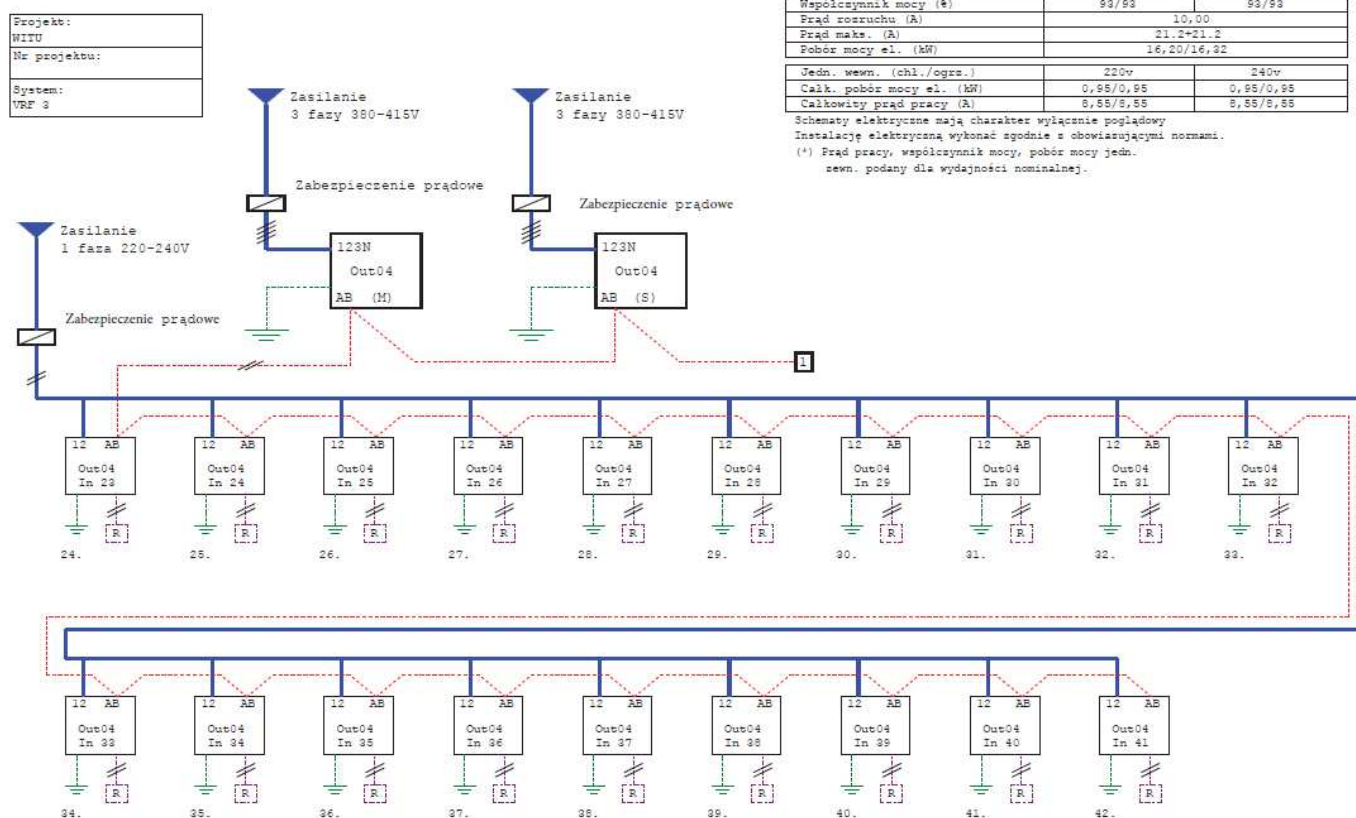 Projekt:
WITU
Nr projektu:
System:
VRF 3
Współczynnik mocy (%) 93/93 93/93
Prąd rozruchu (A) 10,00
Prąd maks. (A) 21.2+21.2
Pobór mocy el. (kW) 16,20/16,32
Jedn. wewn. (chł./ogrz.) 220v 240v
Całk. pobór mocy el. (kW) 0,95/0,95 0,95/0,95
Całkowity prąd pracy (A) 8,55/8,55 8,55/8,55
Schematy elektryczne mają charakter wyłącznie poglądowy
Instalację elektryczną wykonać zgodnie z obowiązującymi normami.
(*) Prąd pracy, współczynnik mocy, pobór mocy jedn.
zewn. podany dla wydajności nominalnej.
Zasilanie
3 fazy 380-415V
Zasilanie
3 fazy 380-415V
Zabezpieczenie prądowe
Zabezpieczenie prądowe
Zasilanie
1 faza 220-240V
123N
Out04
AB (M)
123N
Out04
AB (S)
Zabezpieczenie prądowe
1
12 AB 12 AB 12 AB 12 AB 12 AB 12 AB 12 AB 12 AB 12 AB 12 AB
Out04 Out04 Out04 Out04 Out04 Out04 Out04 Out04 Out04 Out04
In 23 In 24 In 25 In 26 In 27 In 28 In 29 In 30 In 31 In 32
R R R R R R R R R R
24. 25. 26. 27. 28. 29. 30. 31. 32. 33.
12 AB 12 AB 12 AB 12 AB 12 AB 12 AB 12 AB 12 AB 12 AB
Out04 Out04 Out04 Out04 Out04 Out04 Out04 Out04 Out04
In 33 In 34 In 35 In 36 In 37 In 38 In 39 In 40 In 41
R R R R R R R R R
34. 35. 36. 37. 38. 39. 40. 41. 42.